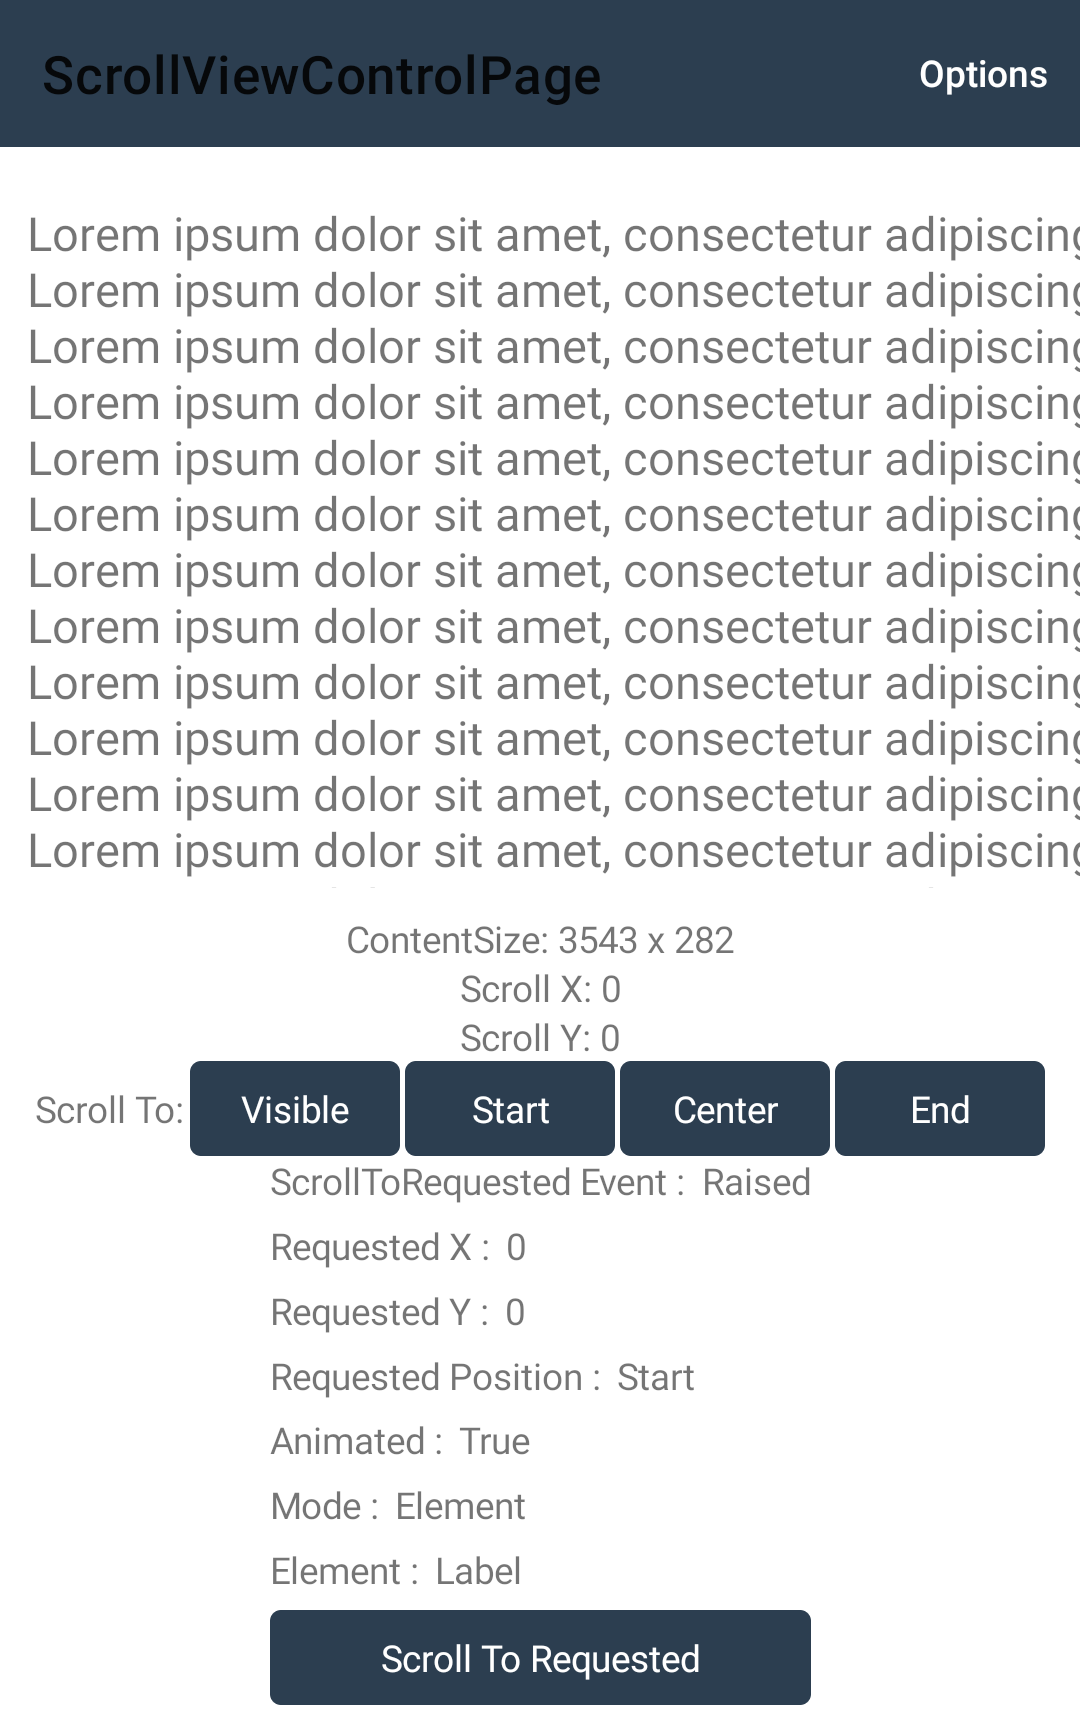 ScrollViewControlPage Options
Lorem ipsum dolor sit amet, consectetur adipiscing
Lorem ipsum dolor sit amet, consectetur adipiscing
Lorem ipsum dolor sit amet, consectetur adipiscing
Lorem ipsum dolor sit amet, consectetur adipiscing
Lorem ipsum dolor sit amet, consectetur adipiscing
Lorem ipsum dolor sit amet, consectetur adipiscing
Lorem ipsum dolor sit amet, consectetur adipiscing
Lorem ipsum dolor sit amet, consectetur adipiscing
Lorem ipsum dolor sit amet, consectetur adipiscing
Lorem ipsum dolor sit amet, consectetur adipiscing
Lorem ipsum dolor sit amet, consectetur adipiscing
Lorem ipsum dolor sit amet, consectetur adipiscing
ContentSize: 3543 x 282
Scroll X: 0
Scroll Y: 0
Scroll To: Visible Start Center End
ScrollToRequested Event : Raised
Requested X : 0
Requested Y : 0
Requested Position : Start
Animated : True
Mode : Element
Element : Label
Scroll To Requested